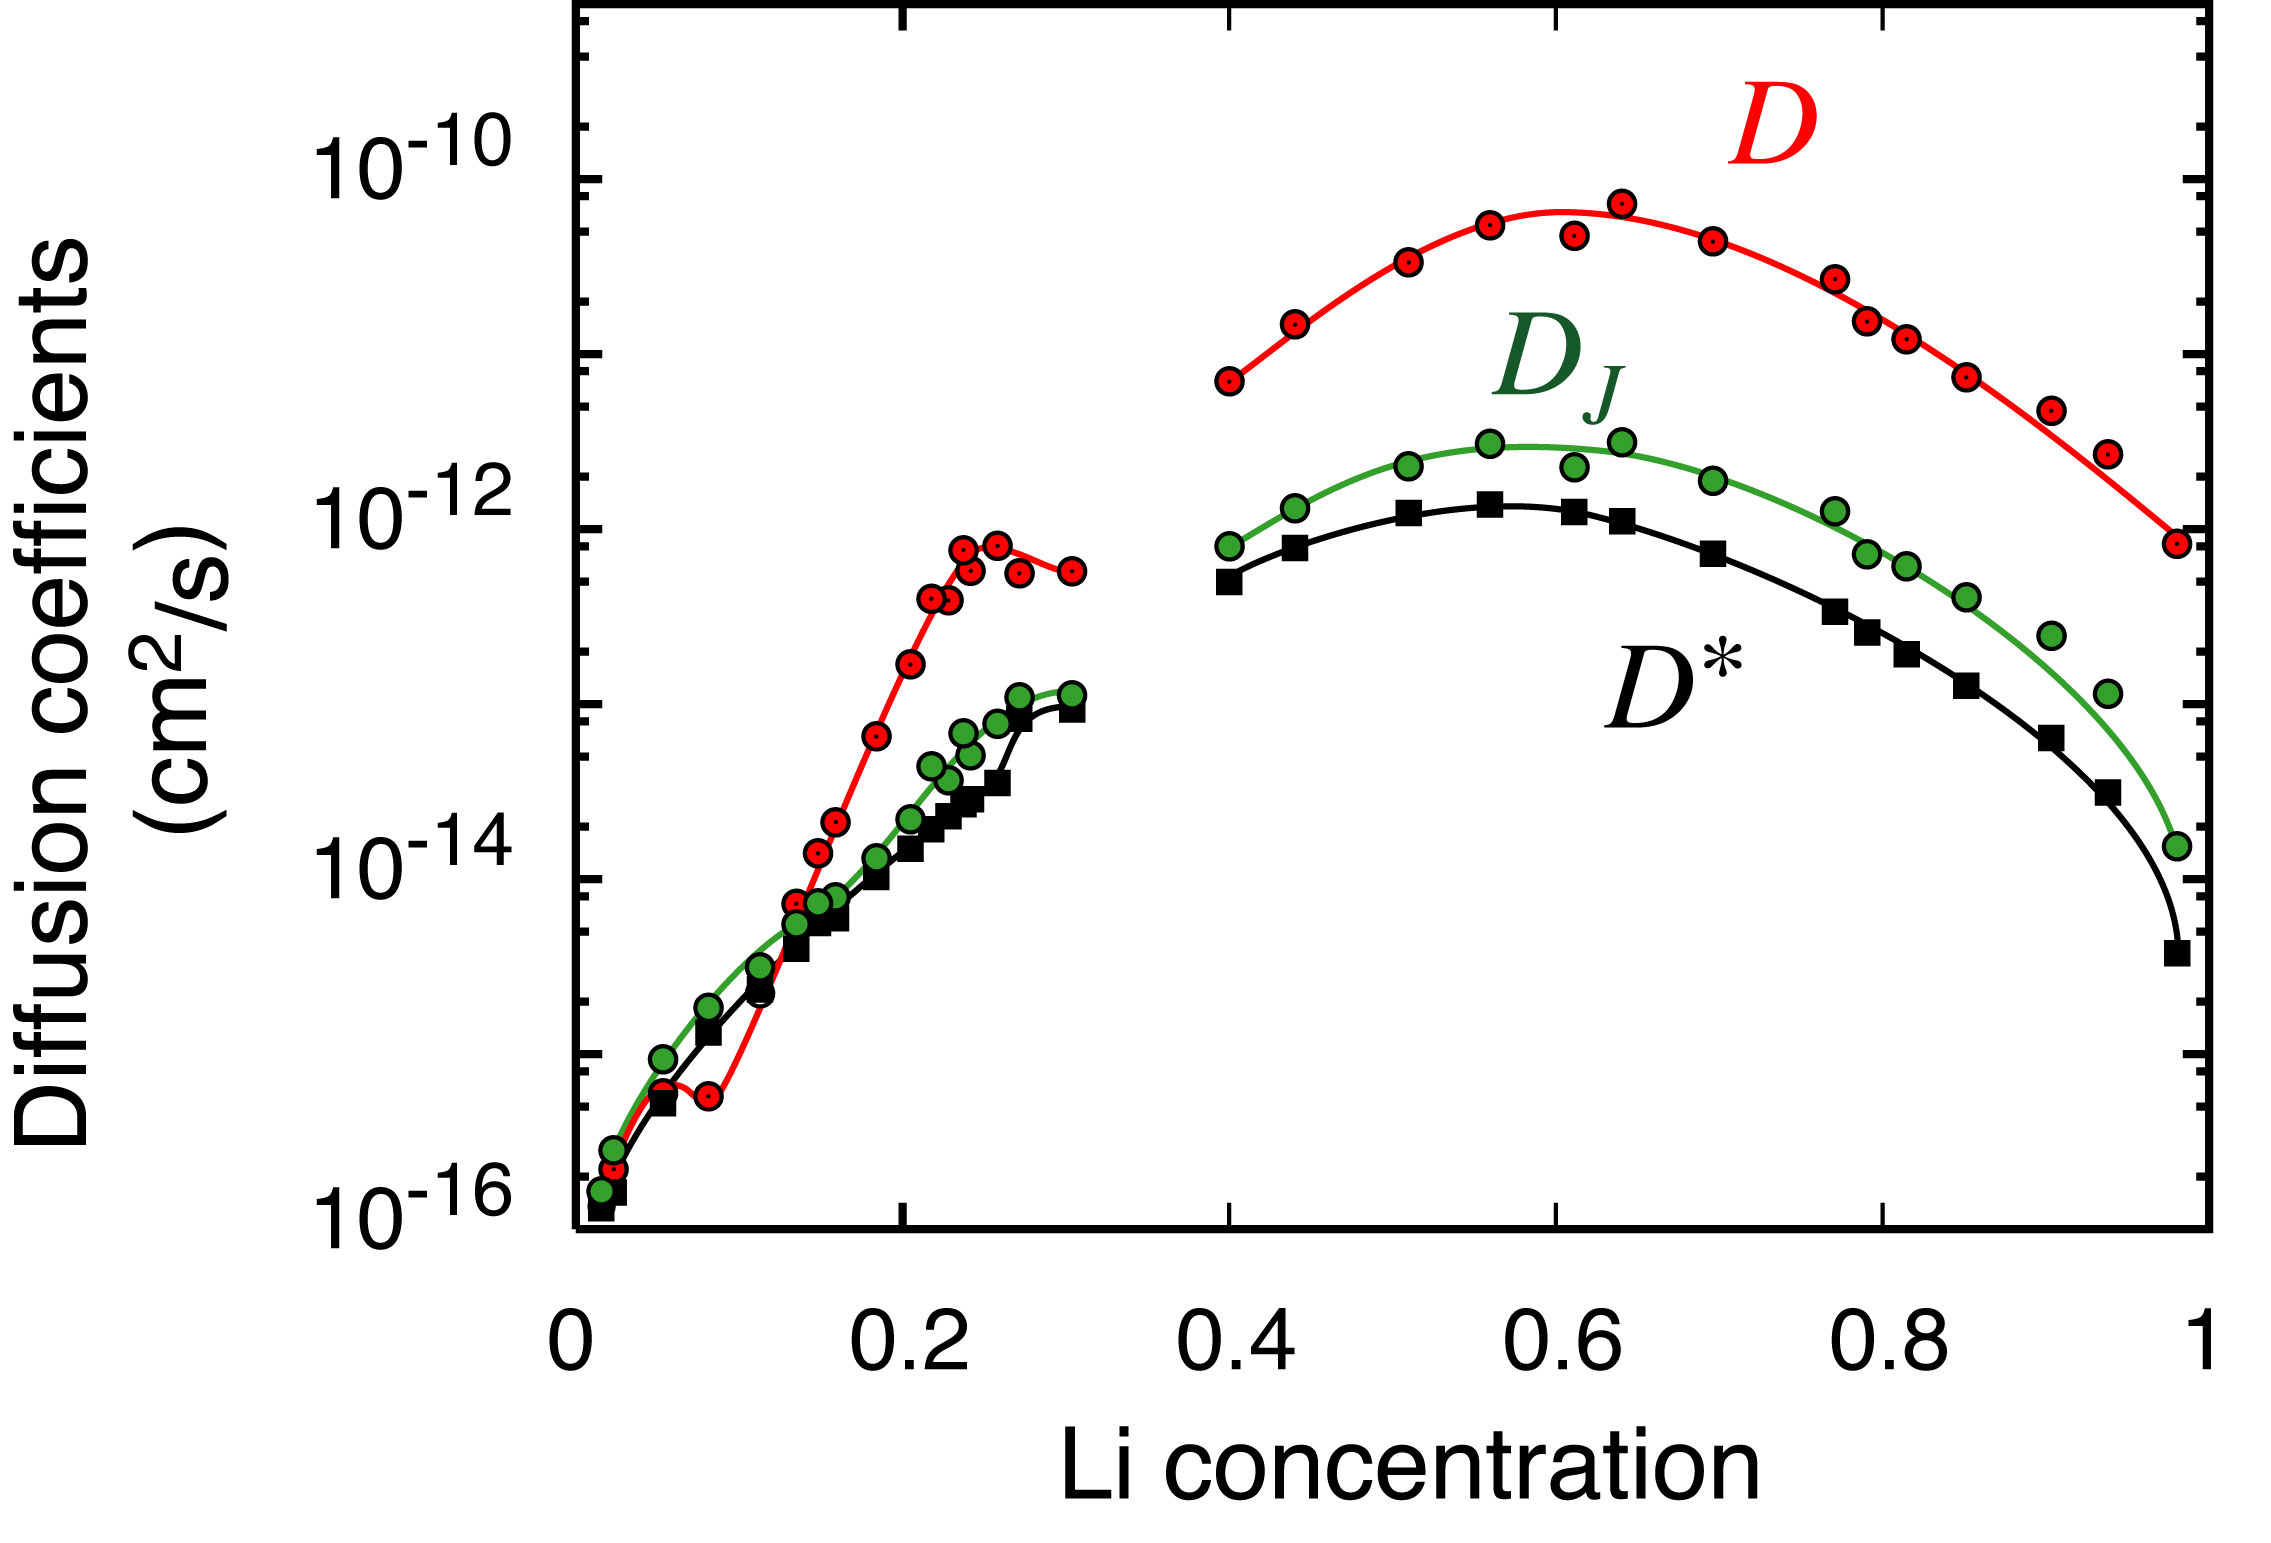 Diffusion coefficients
(cm²/s)
10⁻¹⁰
10⁻¹²
10⁻¹⁴
10⁻¹⁶
D
D_J
D*
0 0.2 0.4 0.6 0.8 1
Li concentration